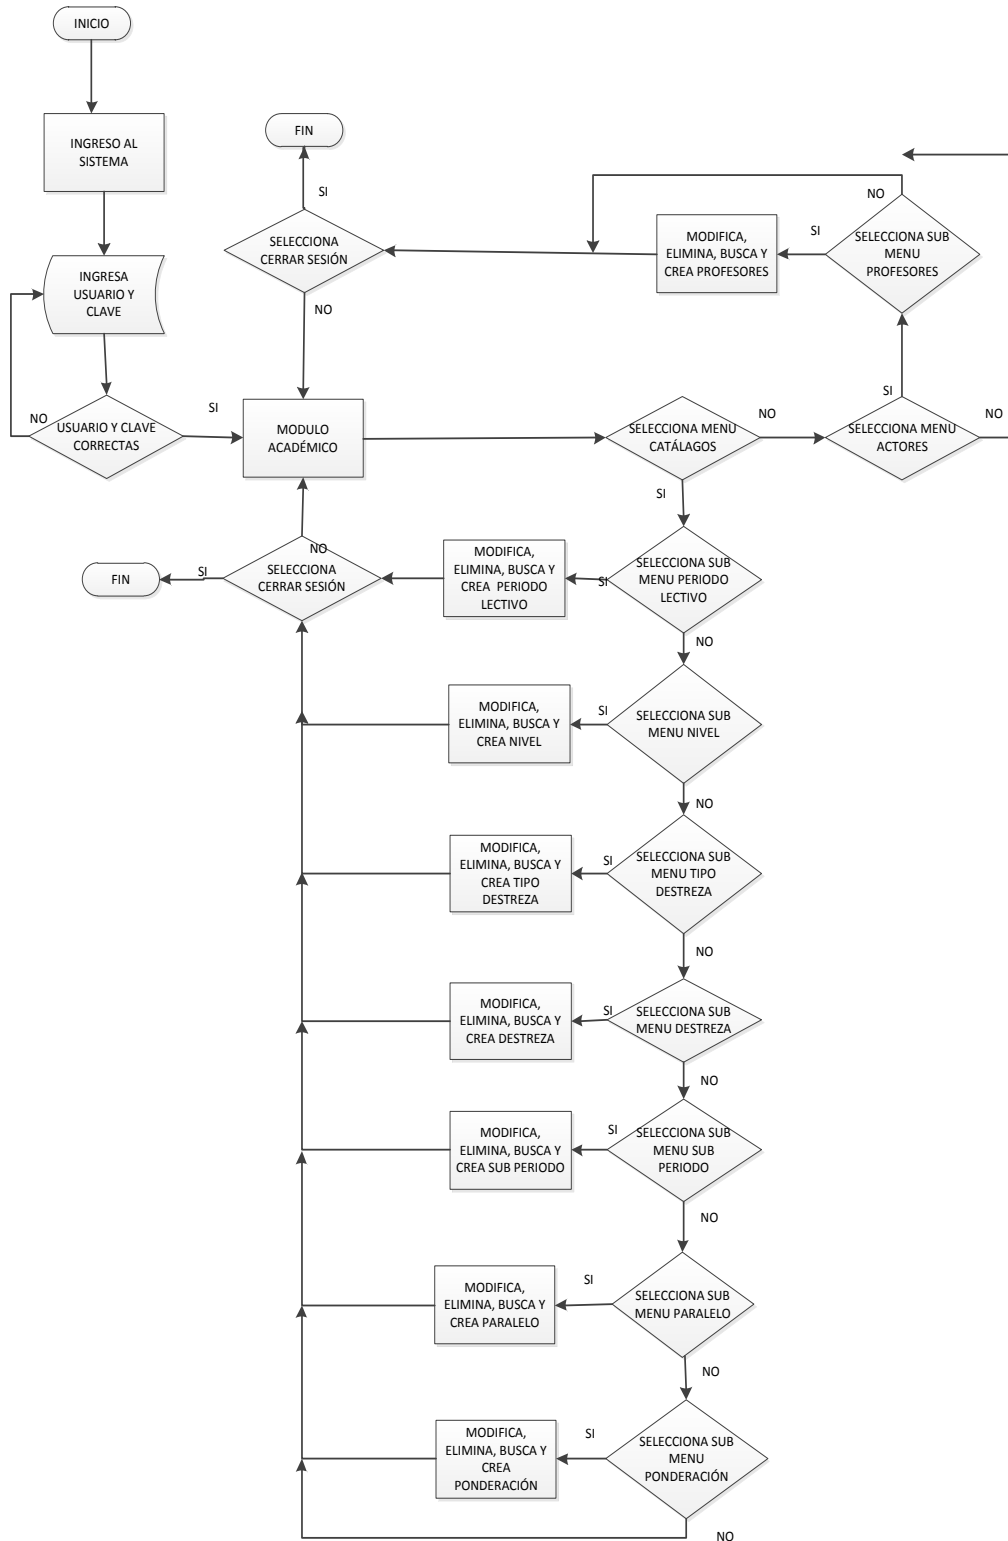 INICIO
INGRESO AL
SISTEMA
FIN
SI
NO
SELECCIONA
CERRAR SESIÓN
MODIFICA,
ELIMINA, BUSCA Y
CREA PROFESORES
SI
SELECCIONA SUB
MENU
PROFESORES
INGRESA
USUARIO Y
CLAVE
NO
NO
USUARIO Y CLAVE
CORRECTAS
SI
MODULO
ACADÉMICO
SELECCIONA MENU
CATÁLAGOS
NO
SI
SELECCIONA MENU
ACTORES
NO
SI
FIN
SI
NO
SELECCIONA
CERRAR SESIÓN
MODIFICA,
ELIMINA, BUSCA Y
CREA  PERIODO
LECTIVO
SI
SELECCIONA SUB
MENU PERIODO
LECTIVO
NO
MODIFICA,
ELIMINA, BUSCA Y
CREA NIVEL
SI
SELECCIONA SUB
MENU NIVEL
NO
MODIFICA,
ELIMINA, BUSCA Y
CREA TIPO
DESTREZA
SI
SELECCIONA SUB
MENU TIPO
DESTREZA
NO
MODIFICA,
ELIMINA, BUSCA Y
CREA DESTREZA
SI
SELECCIONA SUB
MENU DESTREZA
NO
MODIFICA,
ELIMINA, BUSCA Y
CREA SUB PERIODO
SI
SELECCIONA SUB
MENU SUB
PERIODO
NO
MODIFICA,
ELIMINA, BUSCA Y
CREA PARALELO
SI
SELECCIONA SUB
MENU PARALELO
NO
MODIFICA,
ELIMINA, BUSCA Y
CREA
PONDERACIÓN
SI
SELECCIONA SUB
MENU
PONDERACIÓN
NO